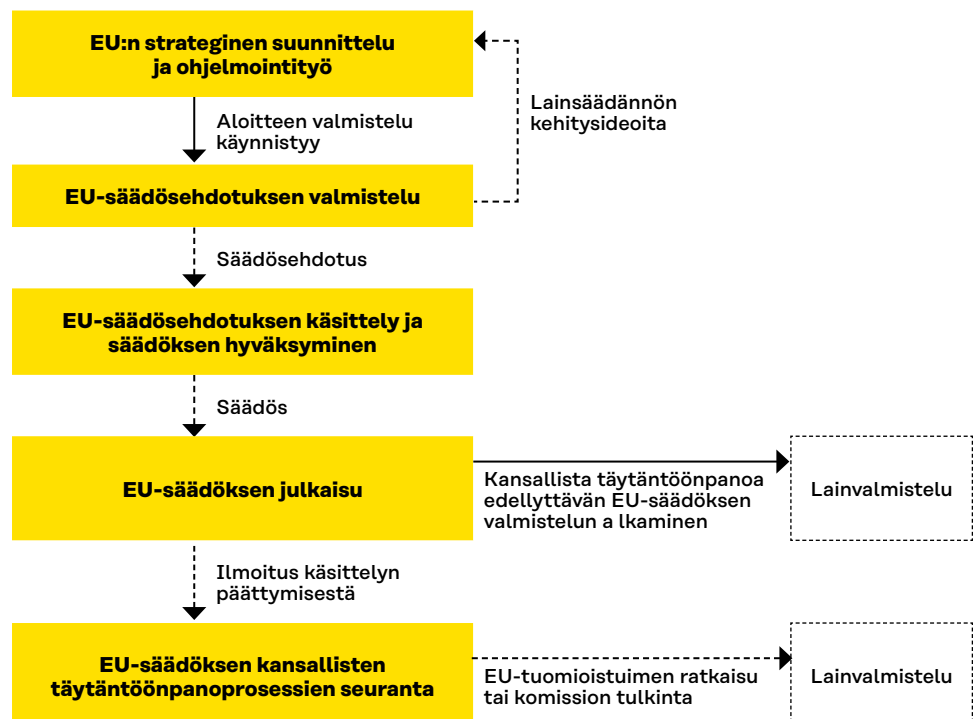 EU:n strateginen suunnittelu
ja ohjelmointityö
Lainsäädännön
kehitysideoita
Aloitteen valmistelu
käynnistyy
EU-säädösehdotuksen valmistelu
Säädösehdotus
EU-säädösehdotuksen käsittely ja
säädöksen hyväksyminen
Säädös
EU-säädöksen julkaisu
Kansallista täytäntöönpanoa
edellyttävän EU-säädöksen
valmistelun a lkaminen
Lainvalmistelu
Ilmoitus käsittelyn
päättymisestä
EU-säädöksen kansallisten
täytäntöönpanoprosessien seuranta
EU-tuomioistuimen ratkaisu
tai komission tulkinta
Lainvalmistelu